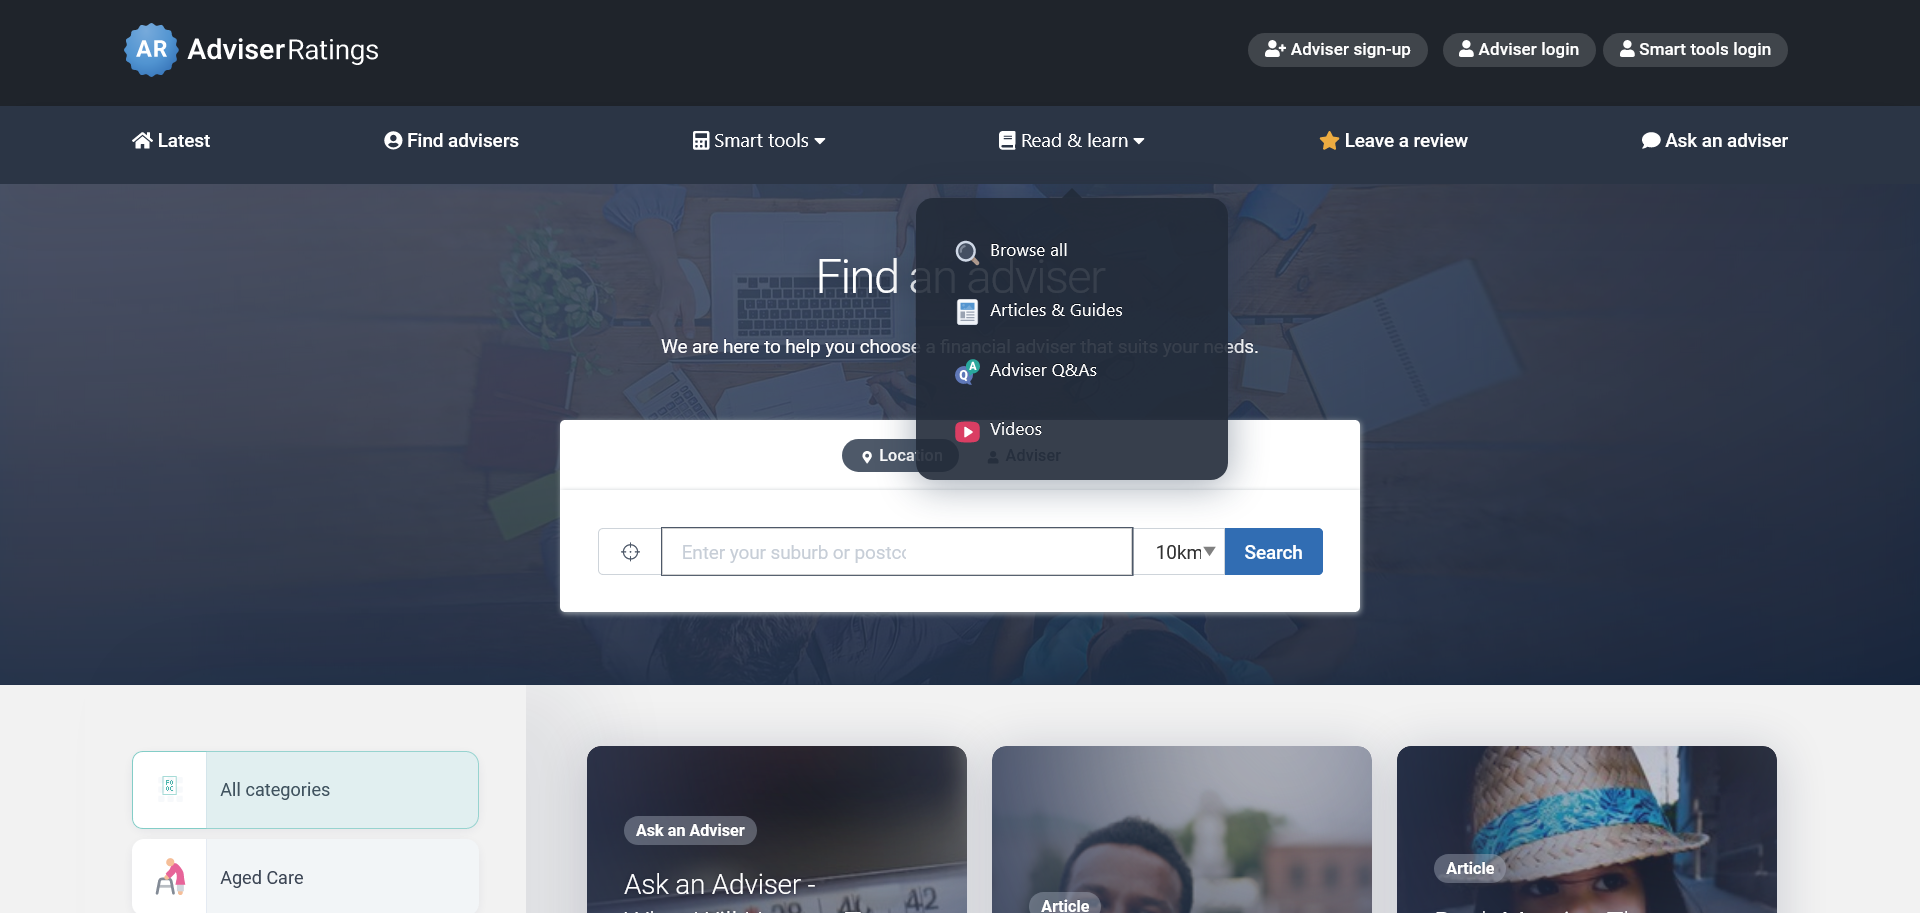 AR AdviserRatings
Adviser sign-up
Adviser login
Smart tools login
Latest
Find advisers
Smart tools
Read & learn
Leave a review
Ask an adviser
Find an adviser
We are here to help you choose a financial adviser that suits your needs.
Browse all
Articles & Guides
Adviser Q&As
Videos
Location
Adviser
Enter your suburb or postcc
10km
Search
All categories
Aged Care
Ask an Adviser
Ask an Adviser -
Article
Article